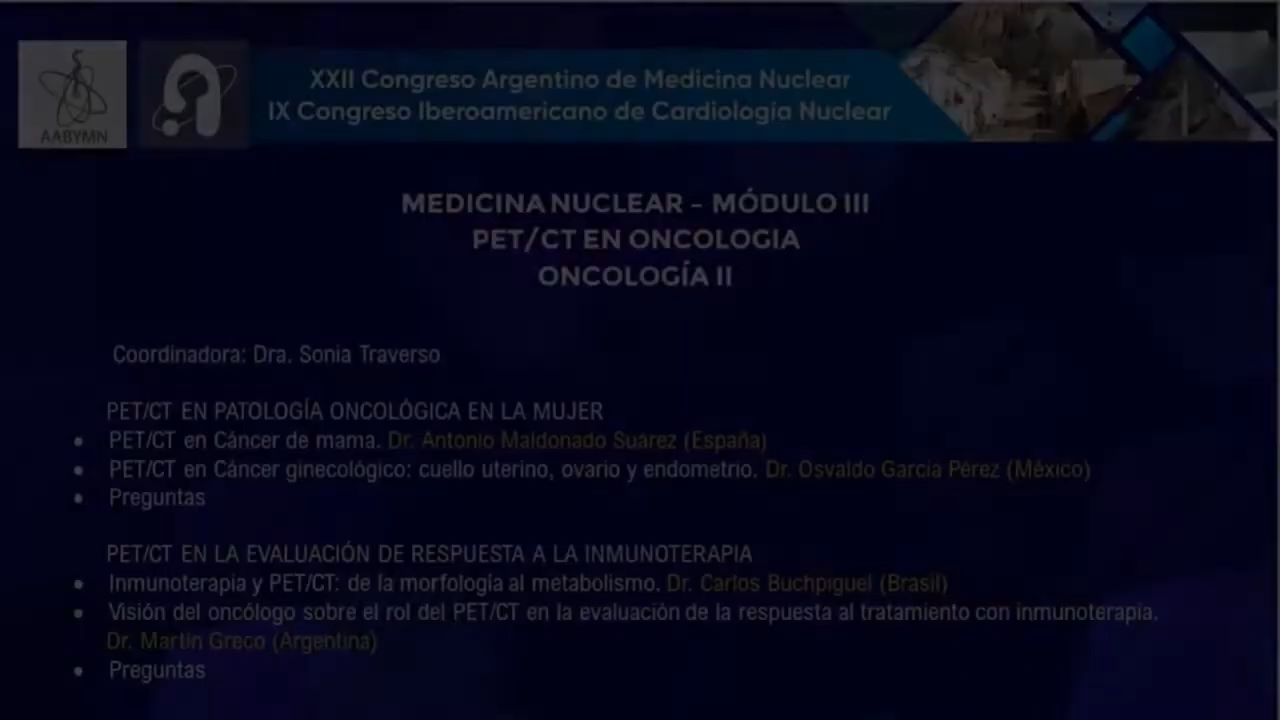 AABYMN
XXII Congreso Argentino de Medicina Nuclear
IX Congreso Iberoamericano de Cardiología Nuclear
MEDICINA NUCLEAR - MÓDULO III
PET/CT EN ONCOLOGIA
ONCOLOGÍA II
Coordinadora: Dra. Sonia Traverso
PET/CT EN PATOLOGÍA ONCOLÓGICA EN LA MUJER
• PET/CT en Cáncer de mama. Dr. Antonio Maldonado Suárez (España)
• PET/CT en Cáncer ginecológico: cuello uterino, ovario y endometrio. Dr. Osvaldo García Pérez (México)
• Preguntas
PET/CT EN LA EVALUACIÓN DE RESPUESTA A LA INMUNOTERAPIA
• Inmunoterapia y PET/CT: de la morfología al metabolismo. Dr. Carlos Buchpiguel (Brasil)
• Visión del oncólogo sobre el rol del PET/CT en la evaluación de la respuesta al tratamiento con inmunoterapia.
Dr. Martín Greco (Argentina)
• Preguntas